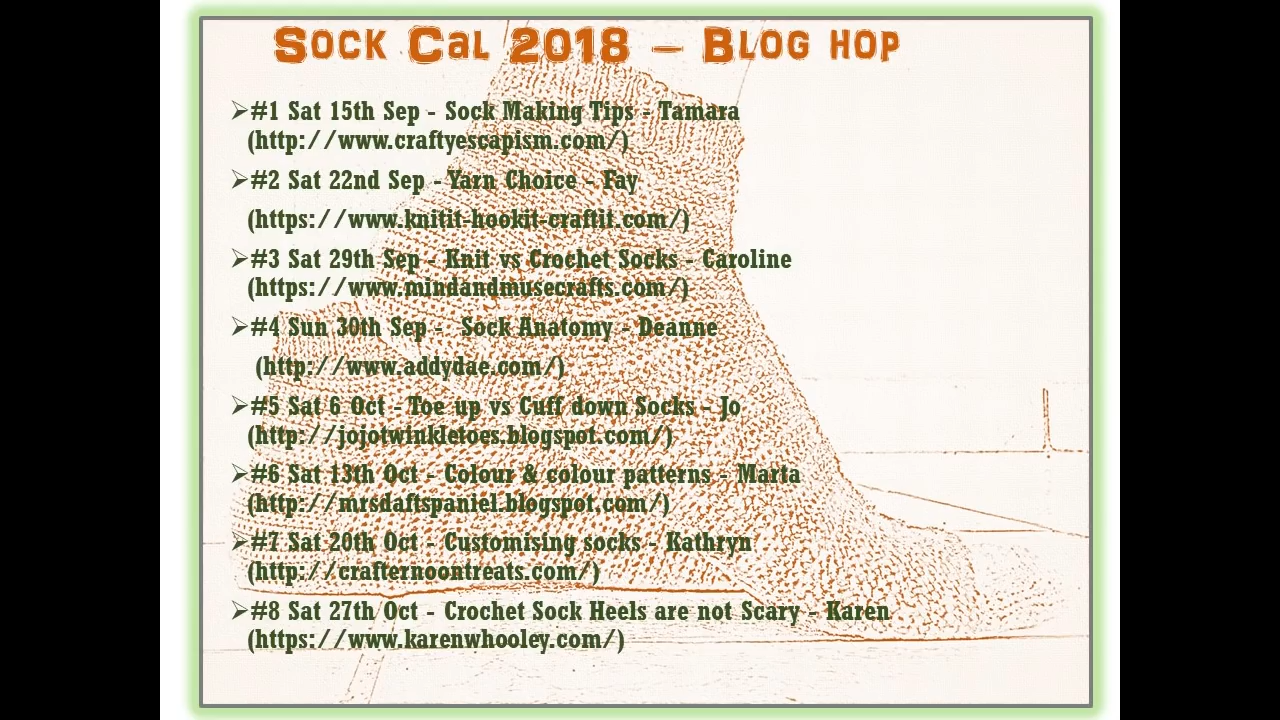 Sock Cal 2018 – Blog hop
➢#1 Sat 15th Sep - Sock Making Tips - Tamara
(http://www.craftyescapism.com/)
➢#2 Sat 22nd Sep - Yarn Choice - Fay
(https://www.knitit-hookit-craftit.com/)
➢#3 Sat 29th Sep - Knit vs Crochet Socks - Caroline
(https://www.mindandmusecrafts.com/)
➢#4 Sun 30th Sep - Sock Anatomy - Deanne
(http://www.addydae.com/)
➢#5 Sat 6 Oct - Toe up vs Cuff down Socks - Jo
(http://jojotwinkletoes.blogspot.com/)
➢#6 Sat 13th Oct - Colour & colour patterns - Marta
(http://mrsdaftspaniel.blogspot.com/)
➢#7 Sat 20th Oct - Customising socks - Kathryn
(http://crafternoontreats.com/)
➢#8 Sat 27th Oct - Crochet Sock Heels are not Scary - Karen
(https://www.karenwhooley.com/)